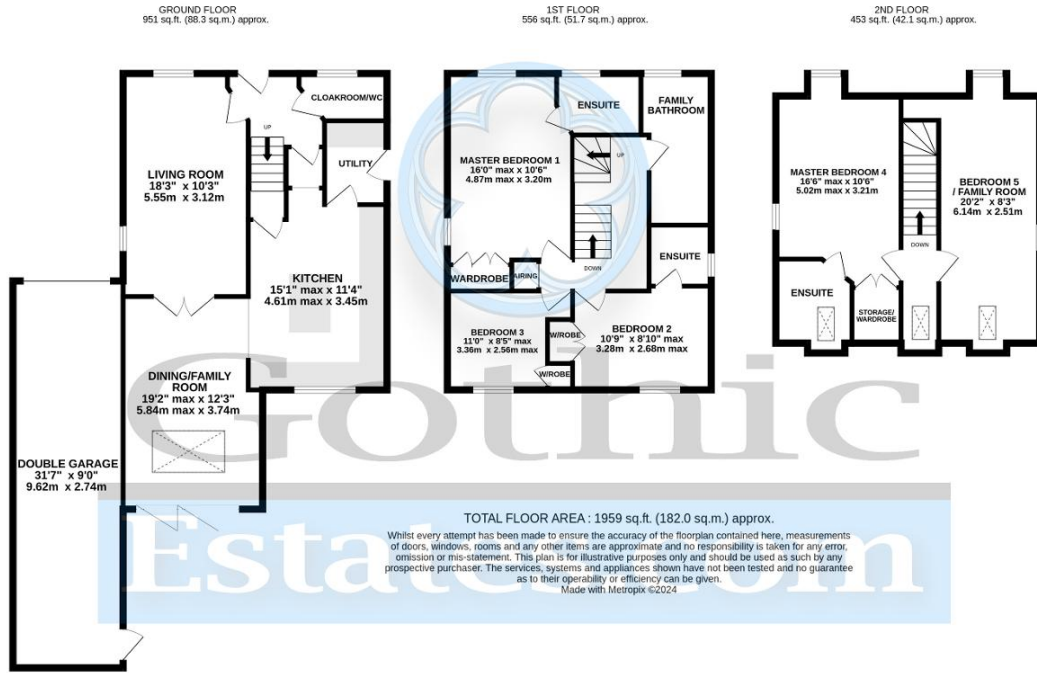 GROUND FLOOR
951 sq.ft. (88.3 sq.m.) approx.
1ST FLOOR
556 sq.ft. (51.7 sq.m.) approx.
2ND FLOOR
453 sq.ft. (42.1 sq.m.) approx.
CLOAKROOM/WC
UP
UTILITY
LIVING ROOM
18'3" x 10'3"
5.55m x 3.12m
KITCHEN
15'1" max x 11'4"
4.61m max x 3.45m
DINING/FAMILY
ROOM
19'2" max x 12'3"
5.84m max x 3.74m
DOUBLE GARAGE
31'7" x 9'0"
9.62m x 2.74m
ENSUITE
FAMILY
BATHROOM
MASTER BEDROOM 1
16'0" max x 10'6"
4.87m max x 3.20m
UP
ENSUITE
WARDROBE
AIRING
DOWN
BEDROOM 3
11'0" x 8'5" max
3.36m x 2.56m max
W/ROBE
W/ROBE
BEDROOM 2
10'9" x 8'10" max
3.28m x 2.68m max
MASTER BEDROOM 4
16'6" max x 10'6"
5.02m max x 3.21m
BEDROOM 5
/ FAMILY ROOM
20'2" x 8'3"
6.14m x 2.51m
DOWN
ENSUITE
STORAGE/
WARDROBE
Gothic
Estates.com
TOTAL FLOOR AREA : 1959 sq.ft. (182.0 sq.m.) approx.
Whilst every attempt has been made to ensure the accuracy of the floorplan contained here, measurements
of doors, windows, rooms and any other items are approximate and no responsibility is taken for any error,
omission or mis-statement. This plan is for illustrative purposes only and should be used as such by any
prospective purchaser. The services, systems and appliances shown have not been tested and no guarantee
as to their operability or efficiency can be given.
Made with Metropix ©2024